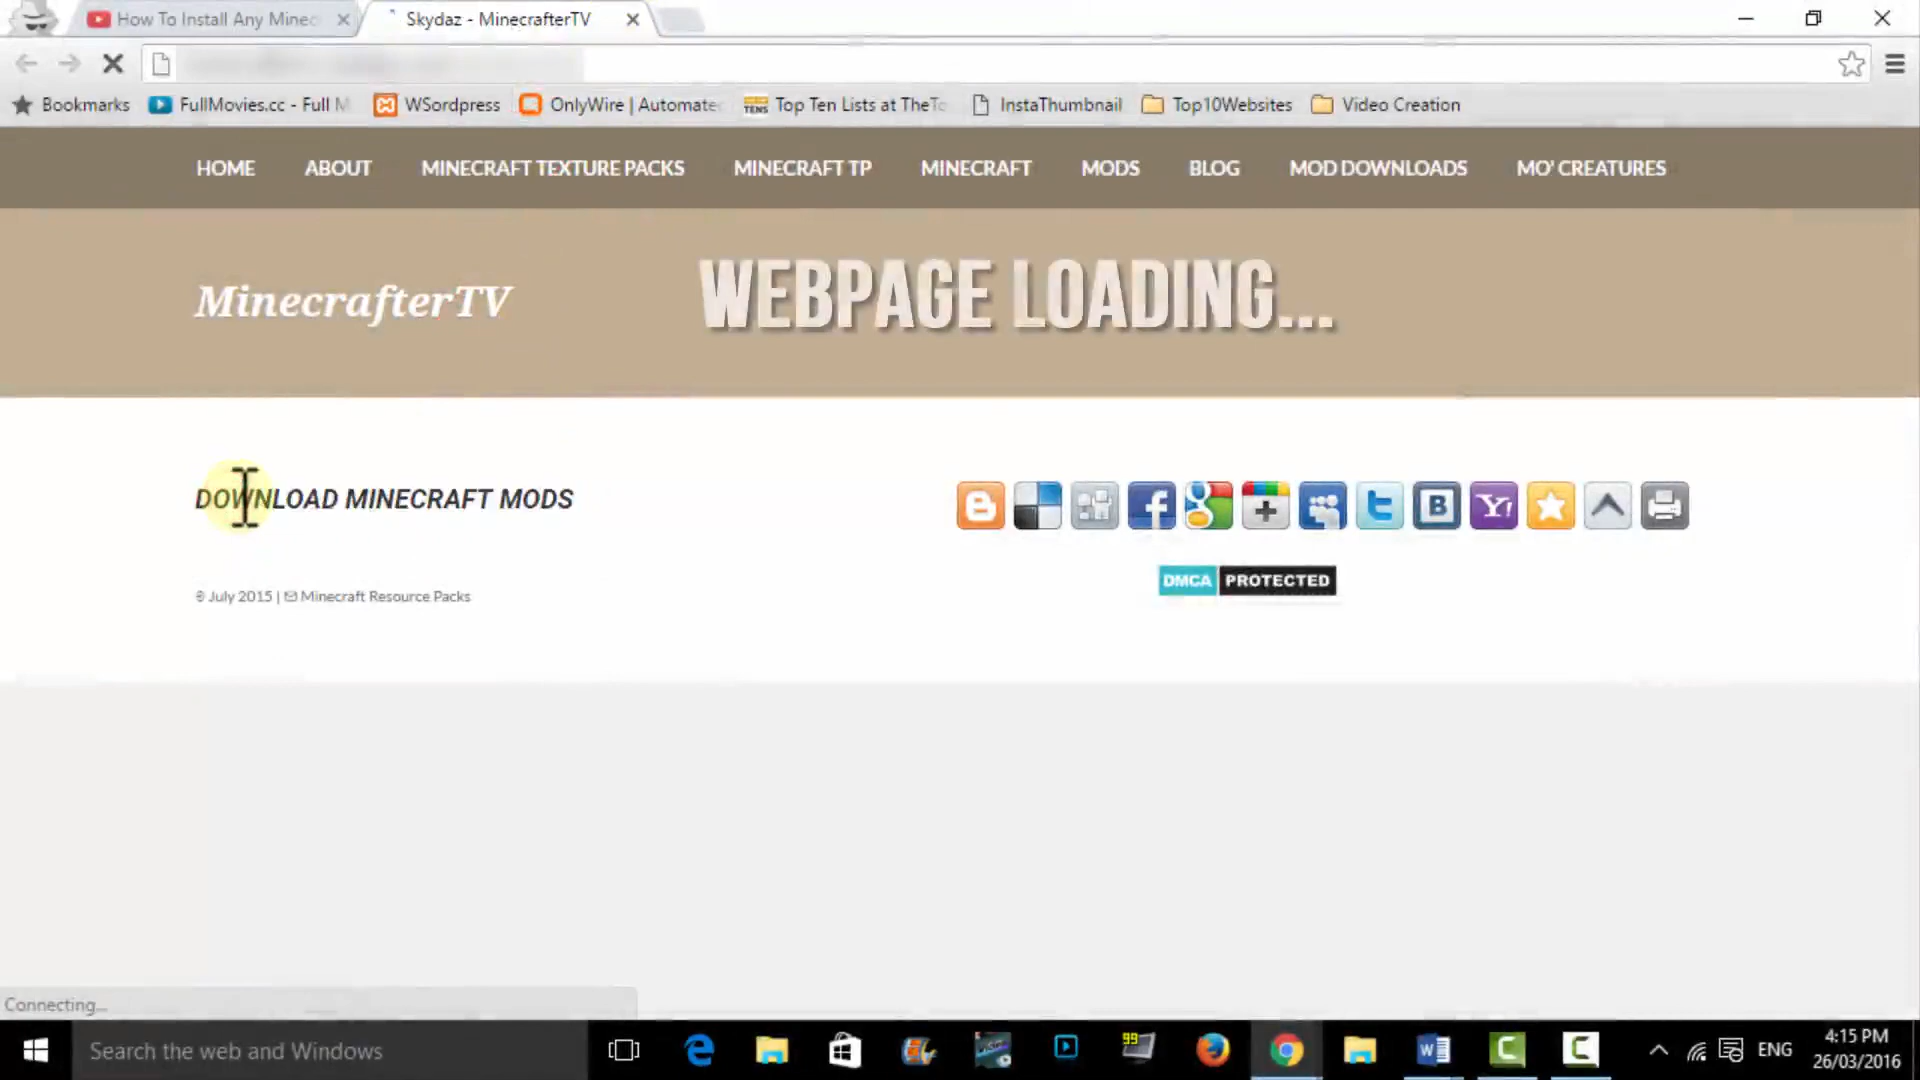 How To Install Any Minec
Skydaz - MinecrafterTV
Bookmarks
FullMovies.cc - Full M
WSordpress
OnlyWire | Automate
Top Ten Lists at TheTo
InstaThumbnail
Top10Websites
Video Creation
HOME
ABOUT
MINECRAFT TEXTURE PACKS
MINECRAFT TP
MINECRAFT
MODS
BLOG
MOD DOWNLOADS
MO' CREATURES
MinecrafterTV
WEBPAGE LOADING...
DOWNLOAD MINECRAFT MODS
DMCA PROTECTED
July 2015 | Minecraft Resource Packs
Connecting...
Search the web and Windows
99
ENG
4:15 PM
26/03/2016